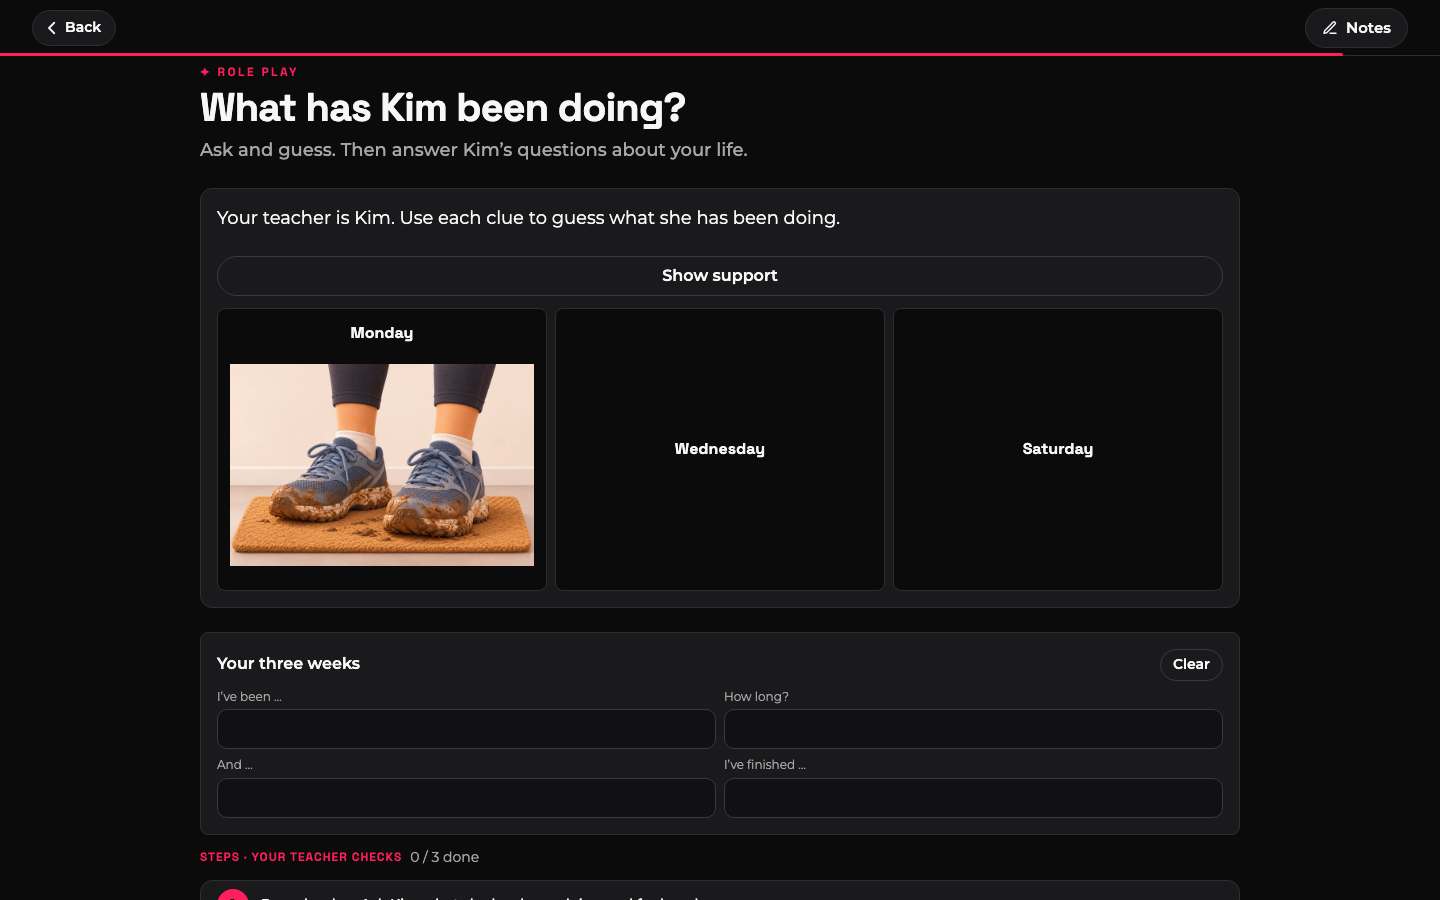 Back
Notes
ROLE PLAY
What has Kim been doing?
Ask and guess. Then answer Kim's questions about your life.
Your teacher is Kim. Use each clue to guess what she has been doing.
Show support
Monday
Wednesday
Saturday
Your three weeks
Clear
I've been ...
How long?
And ...
I've finished ...
STEPS · YOUR TEACHER CHECKS 0 / 3 done